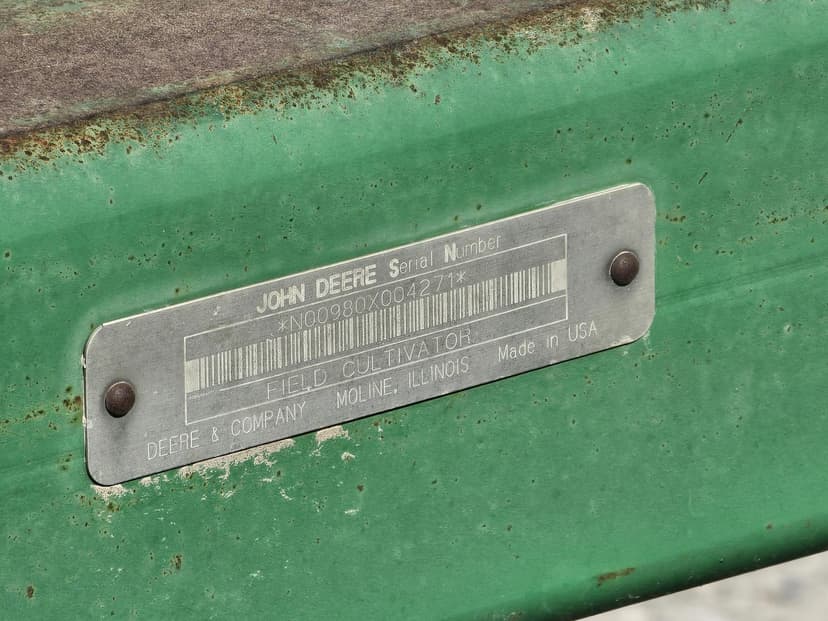 JOHN DEERE Serial Number
*N00980X004271*
FIELD CULTIVATOR
DEERE & COMPANY MOLINE, ILLINOIS Made in USA